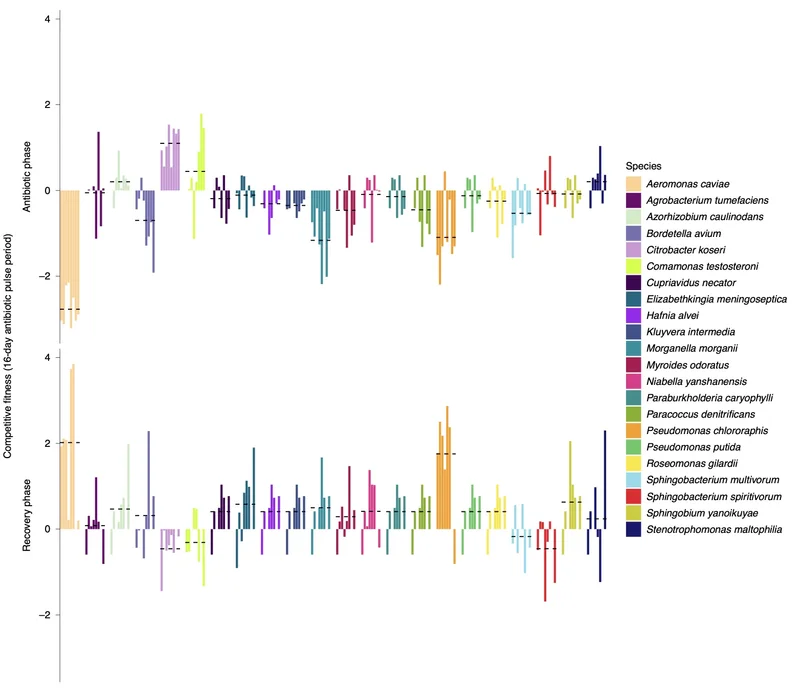 Competitive fitness (16-day antibiotic pulse period)
Antibiotic phase
4
2
0
−2
Recovery phase
4
2
0
−2
Species
Aeromonas caviae
Agrobacterium tumefaciens
Azorhizobium caulinodans
Bordetella avium
Citrobacter koseri
Comamonas testosteroni
Cupriavidus necator
Elizabethkingia meningoseptica
Hafnia alvei
Kluyvera intermedia
Morganella morganii
Myroides odoratus
Niabella yanshanensis
Paraburkholderia caryophylli
Paracoccus denitrificans
Pseudomonas chlororaphis
Pseudomonas putida
Roseomonas gilardii
Sphingobacterium multivorum
Sphingobacterium spiritivorum
Sphingobium yanoikuyae
Stenotrophomonas maltophilia